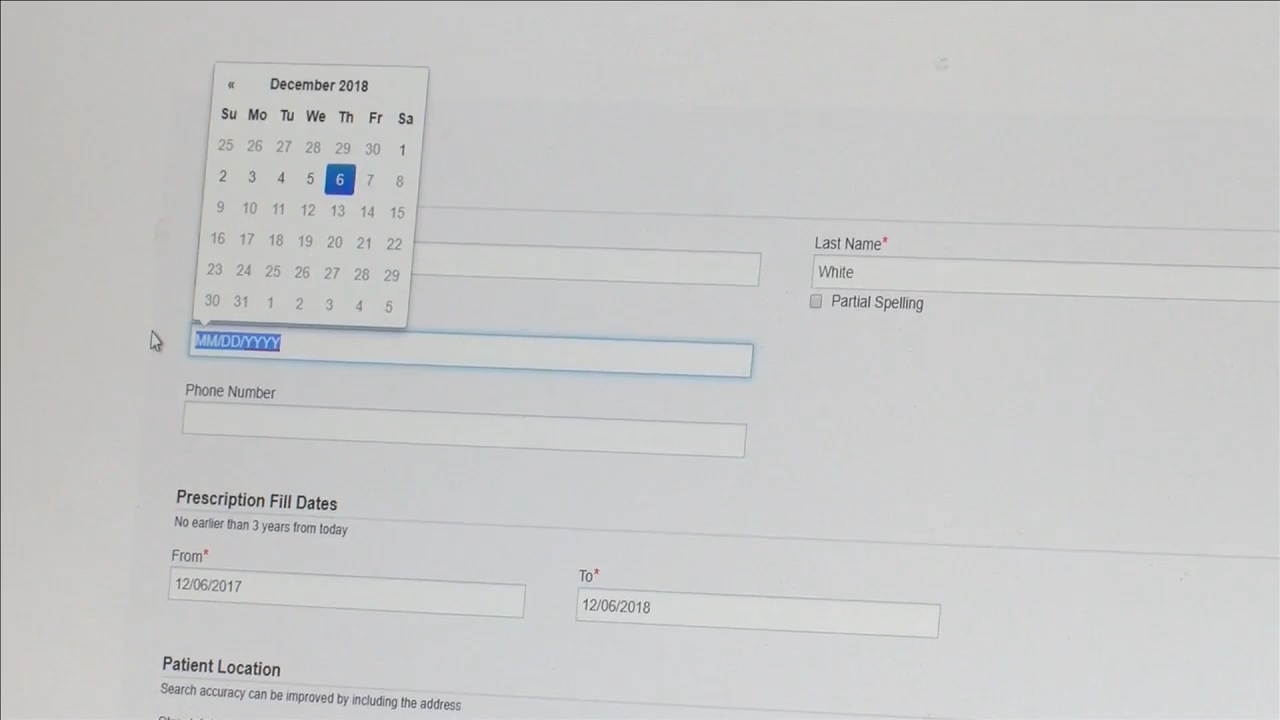 « December 2018
Su Mo Tu We Th Fr Sa
25 26 27 28 29 30 1
2 3 4 5 6 7 8
9 10 11 12 13 14 15
16 17 18 19 20 21 22
23 24 25 26 27 28 29
30 31 1 2 3 4 5
Last Name*
White
Partial Spelling
MM/DD/YYYY
Phone Number
Prescription Fill Dates
No earlier than 3 years from today
From* To*
12/06/2017 12/06/2018
Patient Location
Search accuracy can be improved by including the address